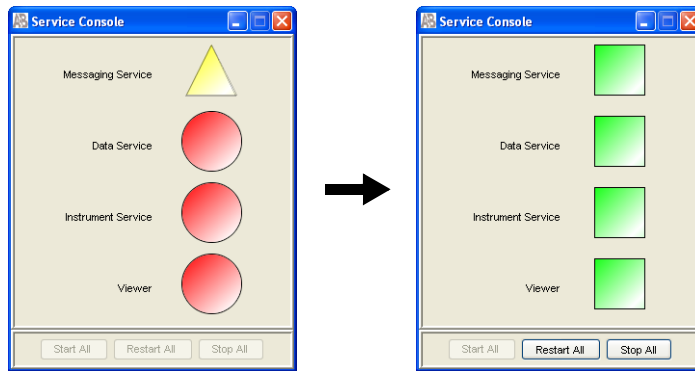 Service Console
Messaging Service
Data Service
Instrument Service
Viewer
Start All Restart All Stop All
Service Console
Messaging Service
Data Service
Instrument Service
Viewer
Start All Restart All Stop All